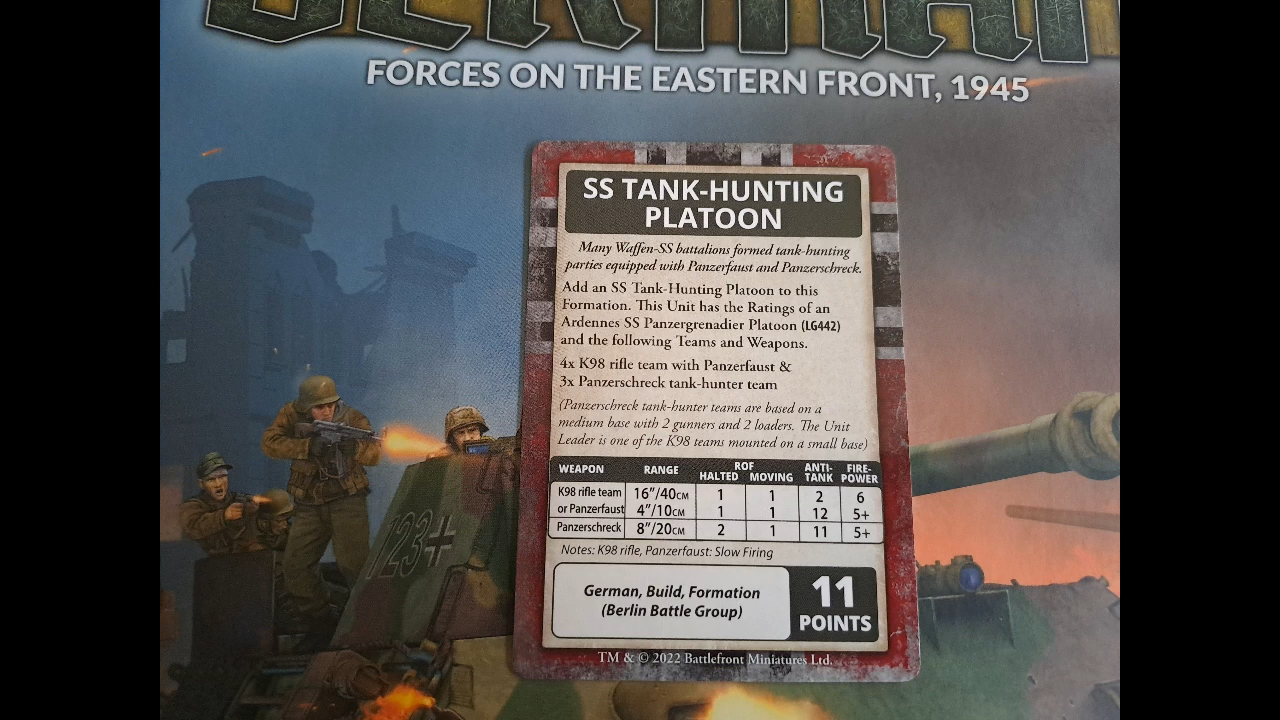 FORCES ON THE EASTERN FRONT, 1945
SS TANK-HUNTING
PLATOON
Many Waffen-SS battalions formed tank-hunting
parties equipped with Panzerfaust and Panzerschreck.
Add an SS Tank-Hunting Platoon to this
Formation. This Unit has the Ratings of an
Ardennes SS Panzergrenadier Platoon (LG442)
and the following Teams and Weapons.
4x K98 rifle team with Panzerfaust &
3x Panzerschreck tank-hunter team
(Panzerschreck tank-hunter teams are based on a
medium base with 2 gunners and 2 loaders. The Unit
Leader is one of the K98 teams mounted on a small base)
WEAPON RANGE ROF HALTED MOVING ANTI-TANK FIRE-POWER
K98 rifle team 16"/40CM 1 1 2 6
or Panzerfaust 4"/10CM 1 1 12 5+
Panzerschreck 8"/20CM 2 1 11 5+
Notes: K98 rifle, Panzerfaust: Slow Firing
German, Build, Formation
(Berlin Battle Group)
11
POINTS
TM & © 2022 Battlefront Miniatures Ltd.
123